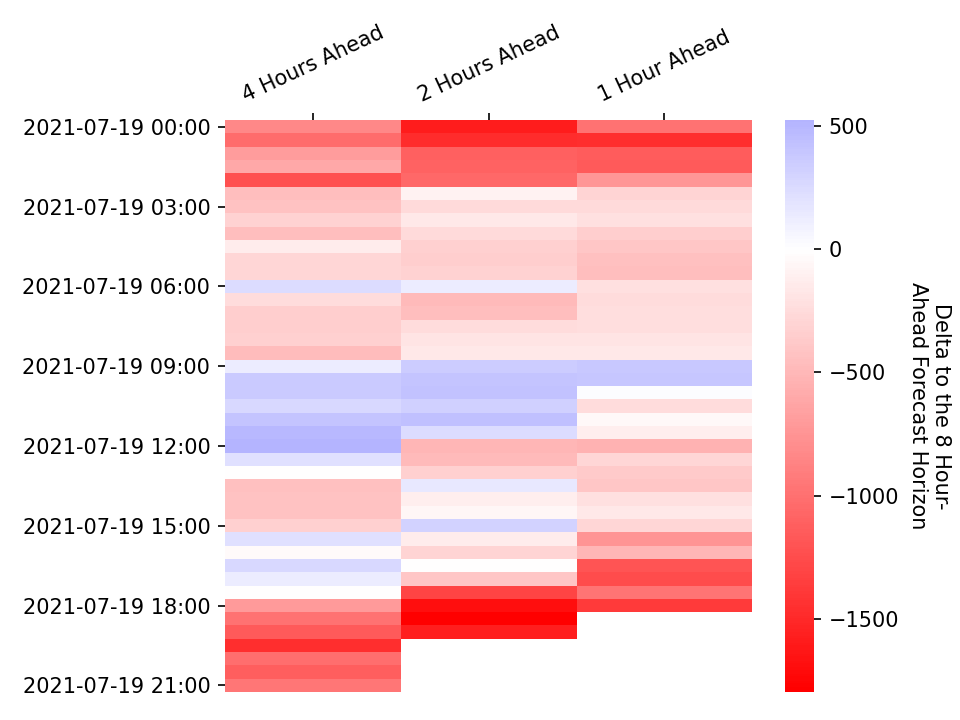 4 Hours Ahead
2 Hours Ahead
1 Hour Ahead
2021-07-19 00:00
2021-07-19 03:00
2021-07-19 06:00
2021-07-19 09:00
2021-07-19 12:00
2021-07-19 15:00
2021-07-19 18:00
2021-07-19 21:00
500
0
−500
−1000
−1500
Delta to the 8 Hour-
Ahead Forecast Horizon